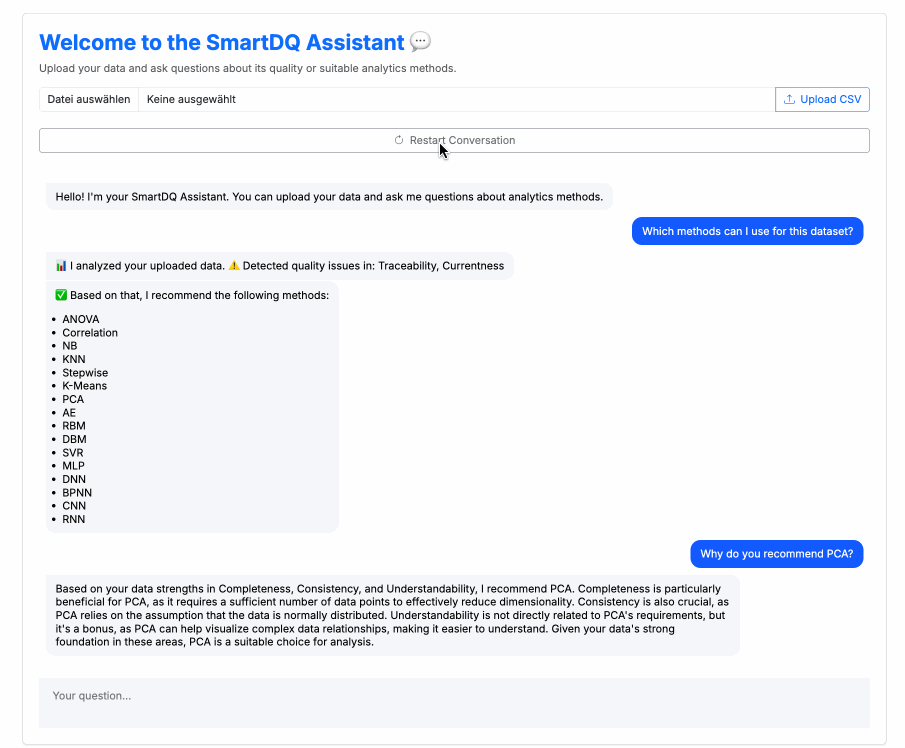 Welcome to the SmartDQ Assistant 💬
Upload your data and ask questions about its quality or suitable analytics methods.
Datei auswählen Keine ausgewählt Upload CSV
Restart Conversation
Hello! I'm your SmartDQ Assistant. You can upload your data and ask me questions about analytics methods.
Which methods can I use for this dataset?
📊 I analyzed your uploaded data. ⚠️ Detected quality issues in: Traceability, Currentness
✅ Based on that, I recommend the following methods:
• ANOVA
• Correlation
• NB
• KNN
• Stepwise
• K-Means
• PCA
• AE
• RBM
• DBM
• SVR
• MLP
• DNN
• BPNN
• CNN
• RNN
Why do you recommend PCA?
Based on your data strengths in Completeness, Consistency, and Understandability, I recommend PCA. Completeness is particularly
beneficial for PCA, as it requires a sufficient number of data points to effectively reduce dimensionality. Consistency is also crucial, as
PCA relies on the assumption that the data is normally distributed. Understandability is not directly related to PCA's requirements, but
it's a bonus, as PCA can help visualize complex data relationships, making it easier to understand. Given your data's strong
foundation in these areas, PCA is a suitable choice for analysis.
Your question...